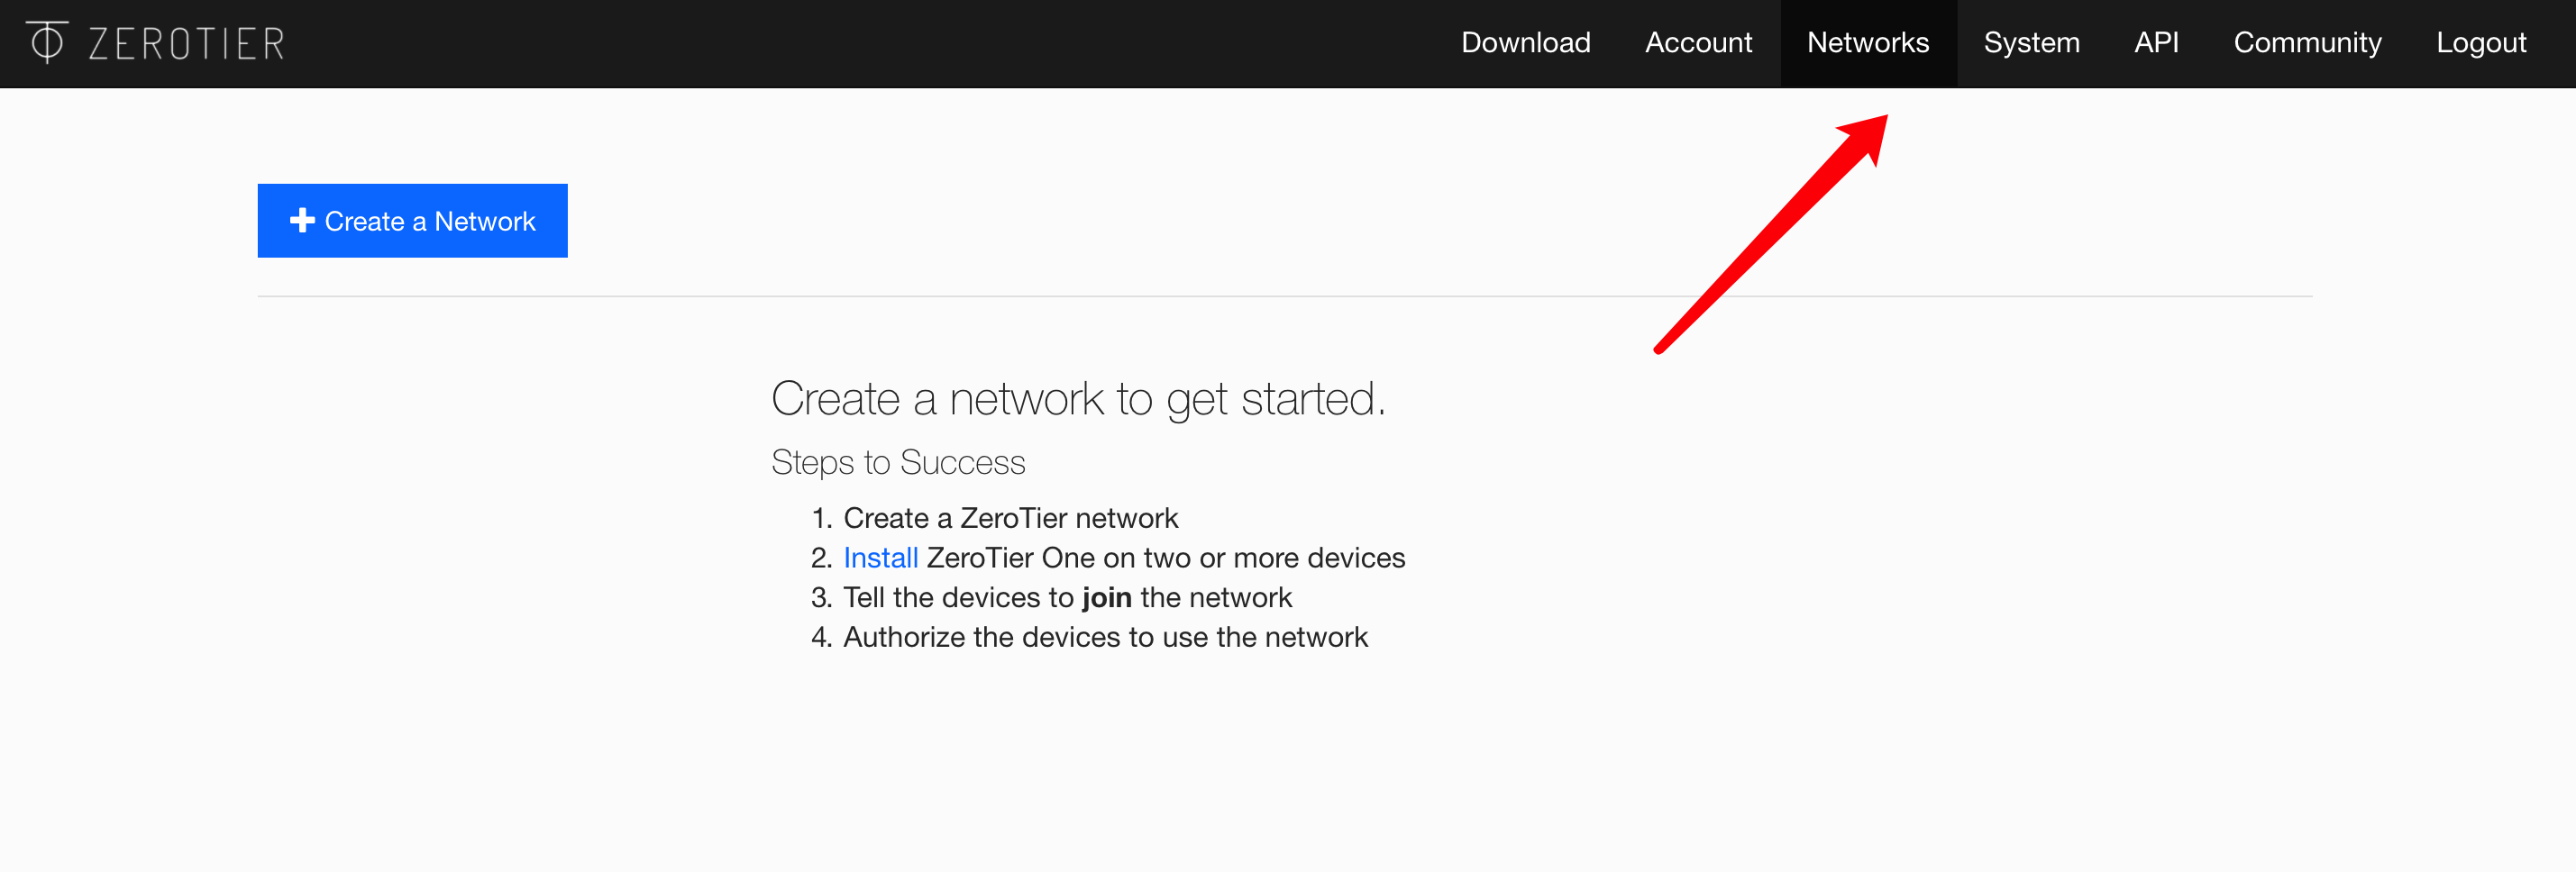 ZEROTIER
Download Account Networks System API Community Logout
Create a Network
Create a network to get started.
Steps to Success
1. Create a ZeroTier network
2. Install ZeroTier One on two or more devices
3. Tell the devices to join the network
4. Authorize the devices to use the network